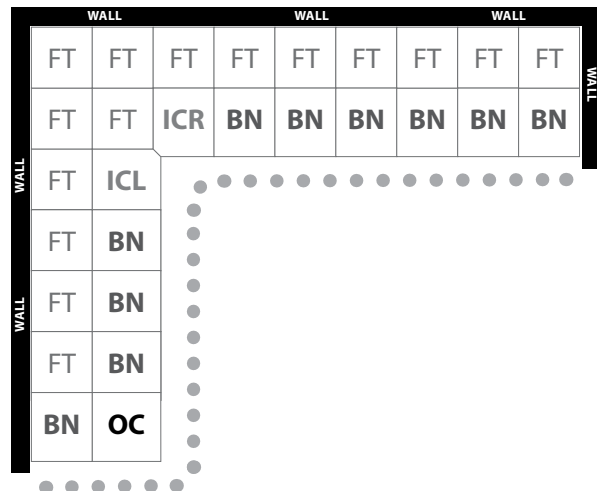 WALL WALL WALL
FT FT FT FT FT FT FT FT FT
WALL
FT FT ICR BN BN BN BN BN BN
WALL
FT ICL
FT BN
WALL
FT BN
FT BN
BN OC